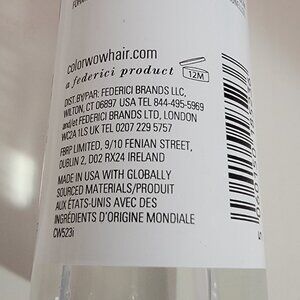 colorwowhair.com
a federici product
12M
DIST. BY/PAR: FEDERICI BRANDS LLC,
WILTON, CT 06897 USA TEL 844-495-5969
and/et FEDERICI BRANDS LTD, LONDON
WC2A 1LS UK TEL 0207 229 5757
FBRP LIMITED, 9/10 FENIAN STREET,
DUBLIN 2, D02 RX24 IRELAND
MADE IN USA WITH GLOBALLY
SOURCED MATERIALS/PRODUIT
AUX ÉTATS-UNIS AVEC DES
INGRÉDIENTS D'ORIGINE MONDIALE
CW523i